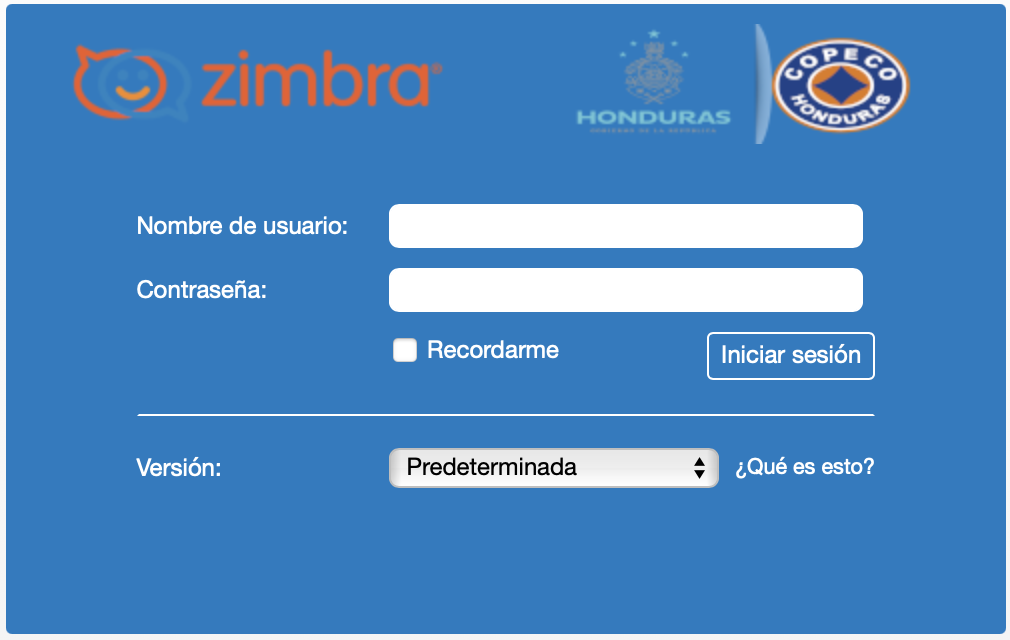 zimbra®
HONDURAS
GOBIERNO DE LA REPÚBLICA
COPECO
HONDURAS
Nombre de usuario:
Contraseña:
Recordarme
Iniciar sesión
Versión:
Predeterminada
¿Qué es esto?